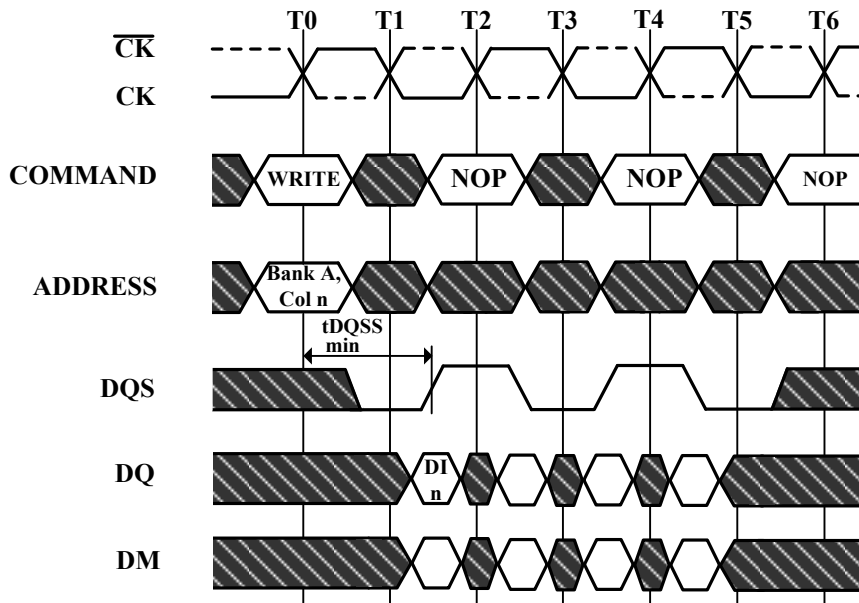 T0 T1 T2 T3 T4 T5 T6
CK
CK
COMMAND WRITE NOP NOP NOP
ADDRESS Bank A,
Col n
tDQSS
min
DQS
DQ DI
n
DM